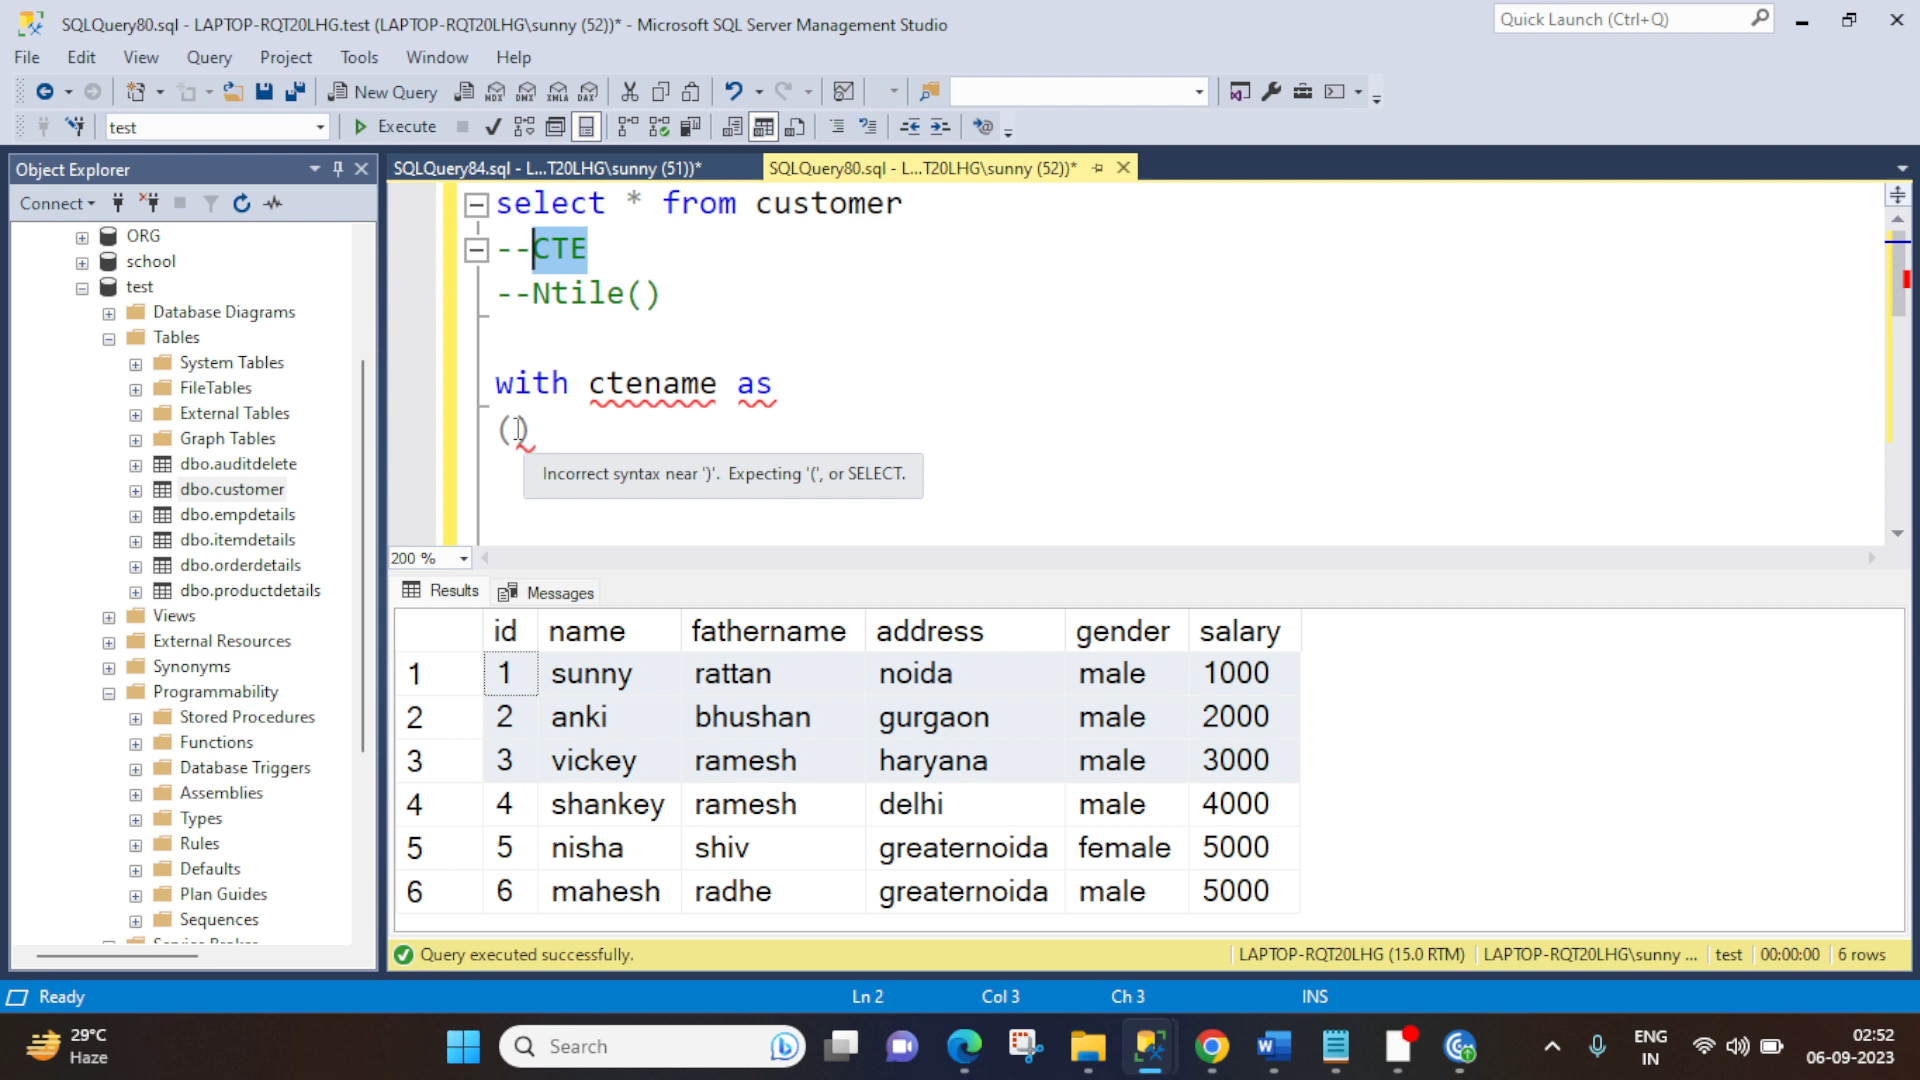 SQLQuery80.sql - LAPTOP-RQT20LHG.test (LAPTOP-RQT20LHG\sunny (52))* - Microsoft SQL Server Management Studio
Quick Launch (Ctrl+Q)
File Edit View Query Project Tools Window Help
New Query
MDX DMX XMLA DAX
test
Execute
Object Explorer
SQLQuery84.sql - L...T20LHG\sunny (51))*
SQLQuery80.sql - L...T20LHG\sunny (52))*
Connect
ORG
school
test
Database Diagrams
Tables
System Tables
FileTables
External Tables
Graph Tables
dbo.auditdelete
dbo.customer
dbo.empdetails
dbo.itemdetails
dbo.orderdetails
dbo.productdetails
Views
External Resources
Synonyms
Programmability
Stored Procedures
Functions
Database Triggers
Assemblies
Types
Rules
Defaults
Plan Guides
Sequences
select * from customer
--CTE
--Ntile()
with ctename as
()
Incorrect syntax near ')'. Expecting '(', or SELECT.
200 %
Results Messages
id name fathername address gender salary
1 1 sunny rattan noida male 1000
2 2 anki bhushan gurgaon male 2000
3 3 vickey ramesh haryana male 3000
4 4 shankey ramesh delhi male 4000
5 5 nisha shiv greaternoida female 5000
6 6 mahesh radhe greaternoida male 5000
Query executed successfully.
LAPTOP-RQT20LHG (15.0 RTM) LAPTOP-RQT20LHG\sunny ... test 00:00:00 6 rows
Ready Ln 2 Col 3 Ch 3 INS
29°C
Haze
Search
ENG
IN
02:52
06-09-2023